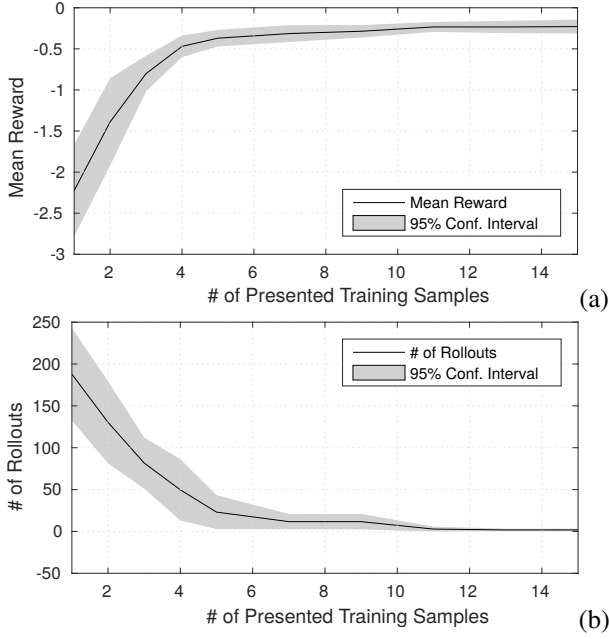 0
-0.5
-1
-1.5
-2
-2.5
-3
Mean Reward
Mean Reward
95% Conf. Interval
2 4 6 8 10 12 14
# of Presented Training Samples
(a)
250
200
150
100
50
0
-50
# of Rollouts
# of Rollouts
95% Conf. Interval
2 4 6 8 10 12 14
# of Presented Training Samples
(b)